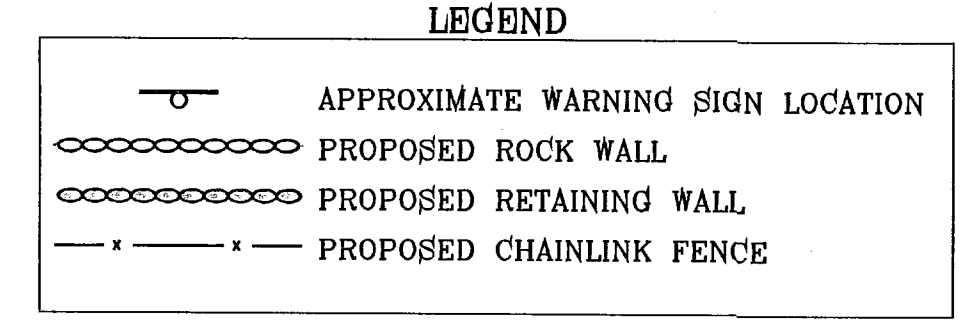 LEGEND
APPROXIMATE WARNING SIGN LOCATION
PROPOSED ROCK WALL
PROPOSED RETAINING WALL
x x PROPOSED CHAINLINK FENCE